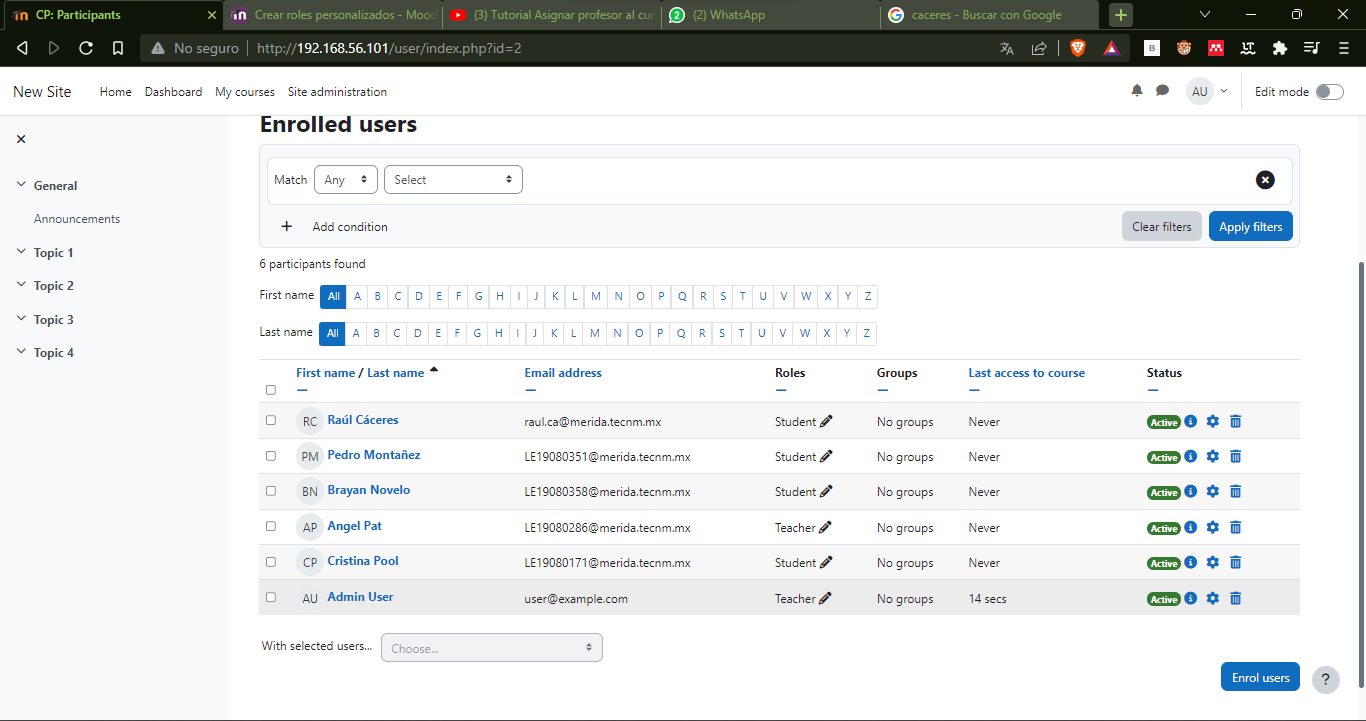 CP: Participants
Crear roles personalizados - Mood
(3) Tutorial Asignar profesor al cur
(2) WhatsApp
caceres - Buscar con Google
No seguro
http://192.168.56.101/user/index.php?id=2
New Site
Home
Dashboard
My courses
Site administration
AU
Edit mode
General
Announcements
Topic 1
Topic 2
Topic 3
Topic 4
Enrolled users
Match
Any
Select
+ Add condition
Clear filters
Apply filters
6 participants found
First name All A B C D E F G H I J K L M N O P Q R S T U V W X Y Z
Last name All A B C D E F G H I J K L M N O P Q R S T U V W X Y Z
First name / Last name Email address Roles Groups Last access to course Status
RC Raúl Cáceres raul.ca@merida.tecnm.mx Student No groups Never Active
PM Pedro Montañez LE19080351@merida.tecnm.mx Student No groups Never Active
BN Brayan Novelo LE19080358@merida.tecnm.mx Student No groups Never Active
AP Angel Pat LE19080286@merida.tecnm.mx Teacher No groups Never Active
CP Cristina Pool LE19080171@merida.tecnm.mx Student No groups Never Active
AU Admin User user@example.com Teacher No groups 14 secs Active
With selected users... Choose...
Enrol users
?